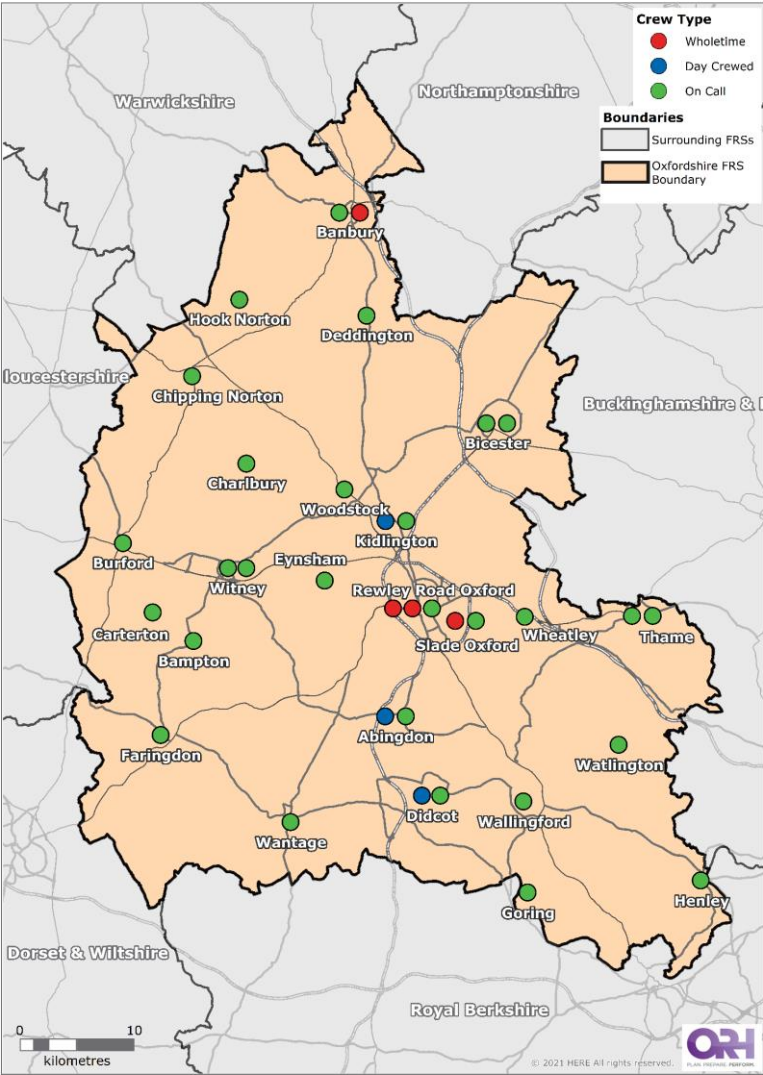 Crew Type
Wholetime
Day Crewed
On Call
Boundaries
Surrounding FRSs
Oxfordshire FRS
Boundary
Warwickshire
Northamptonshire
Banbury
Hook Norton
Deddington
loucestershire
Chipping Norton
Buckinghamshire &
Bicester
Charlbury
Woodstock
Kidlington
Burford
Witney
Eynsham
Rewley Road Oxford
Carterton
Slade Oxford
Wheatley
Thame
Bampton
Faringdon
Abingdon
Watlington
Didcot
Wallingford
Wantage
Goring
Henley
Dorset & Wiltshire
Royal Berkshire
0 10
kilometres
© 2021 HERE All rights reserved.
ORH
PLAN. PREPARE. PERFORM.